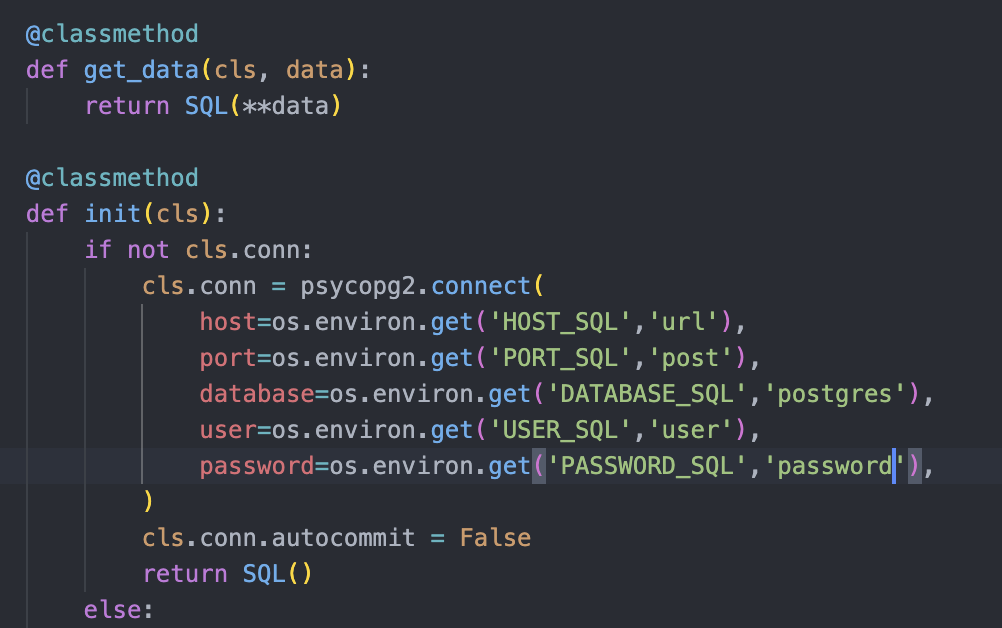 @classmethod
def get_data(cls, data):
    return SQL(**data)

@classmethod
def init(cls):
    if not cls.conn:
        cls.conn = psycopg2.connect(
            host=os.environ.get('HOST_SQL','url'),
            port=os.environ.get('PORT_SQL','post'),
            database=os.environ.get('DATABASE_SQL','postgres'),
            user=os.environ.get('USER_SQL','user'),
            password=os.environ.get('PASSWORD_SQL','password'),
        )
        cls.conn.autocommit = False
        return SQL()
    else: